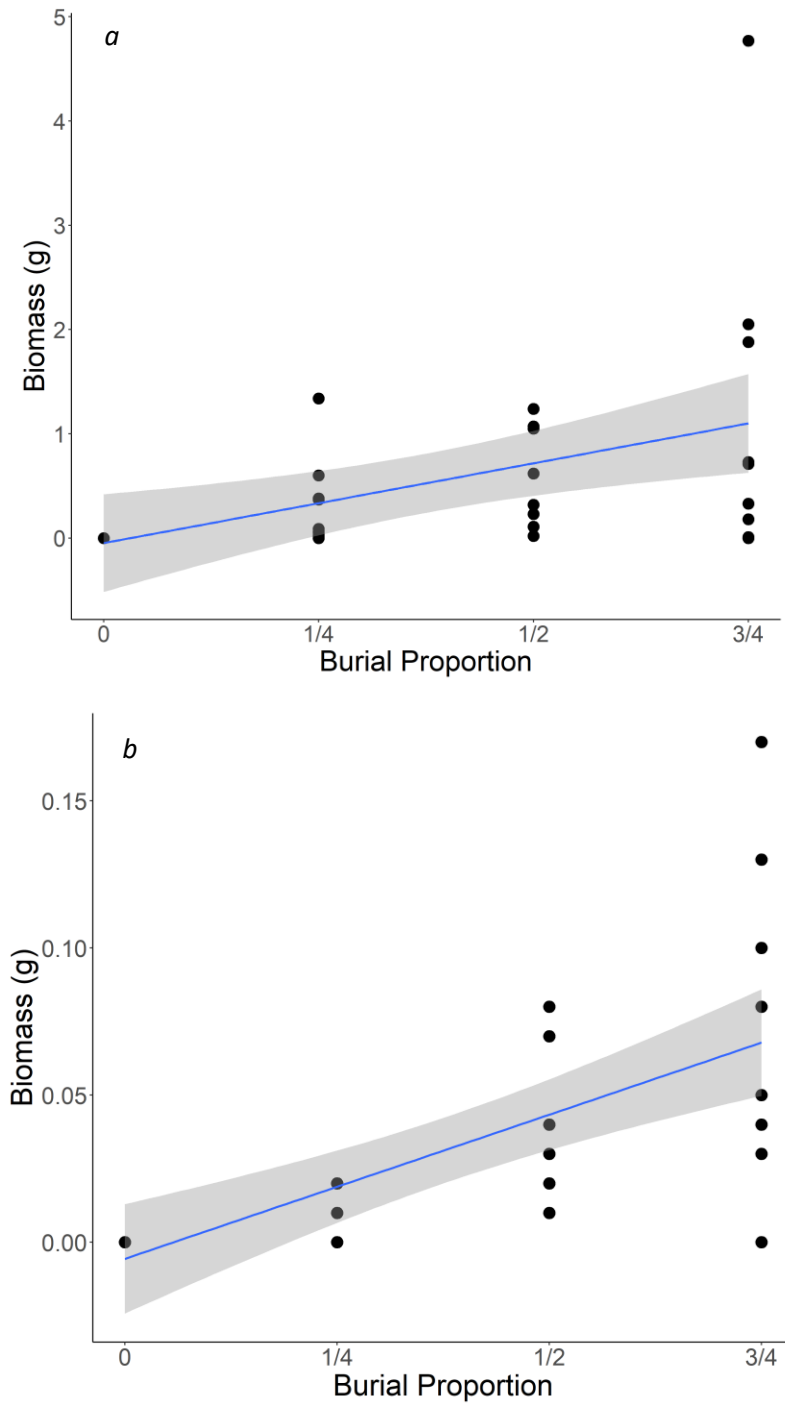 a
5
4
3
2
1
0
Biomass (g)
0 1/4 1/2 3/4
Burial Proportion
b
0.15
0.10
0.05
0.00
Biomass (g)
0 1/4 1/2 3/4
Burial Proportion